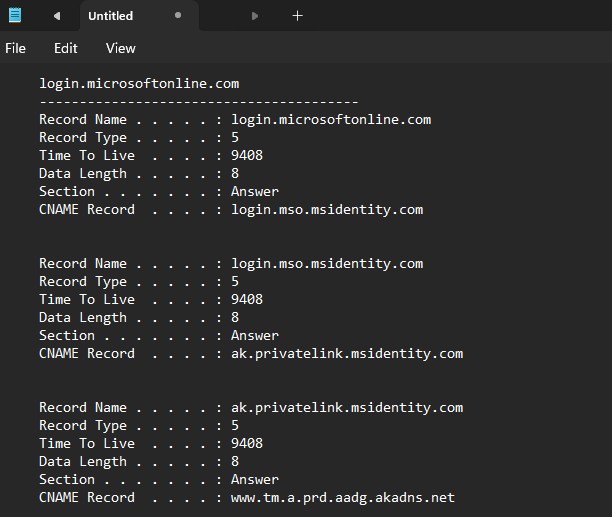 Untitled
File Edit View
login.microsoftonline.com
----------------------------------------
Record Name . . . . . : login.microsoftonline.com
Record Type . . . . . : 5
Time To Live  . . . . : 9408
Data Length . . . . . : 8
Section . . . . . . . : Answer
CNAME Record  . . . . : login.mso.msidentity.com
Record Name . . . . . : login.mso.msidentity.com
Record Type . . . . . : 5
Time To Live  . . . . : 9408
Data Length . . . . . : 8
Section . . . . . . . : Answer
CNAME Record  . . . . : ak.privatelink.msidentity.com
Record Name . . . . . : ak.privatelink.msidentity.com
Record Type . . . . . : 5
Time To Live  . . . . : 9408
Data Length . . . . . : 8
Section . . . . . . . : Answer
CNAME Record  . . . . : www.tm.a.prd.aadg.akadns.net